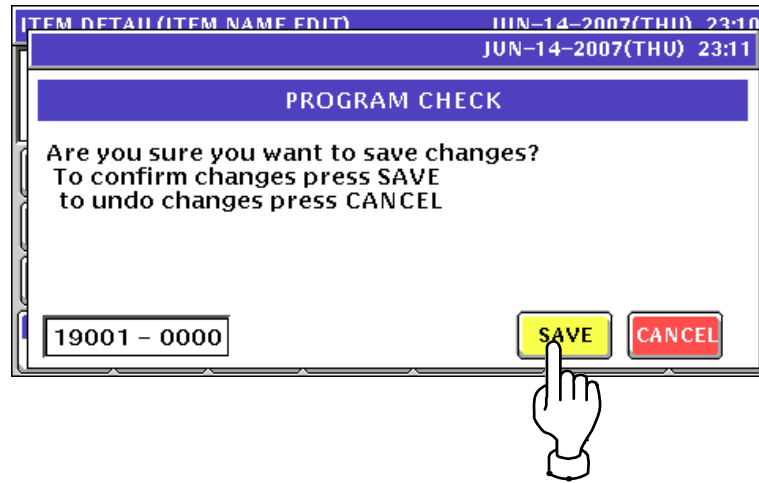 ITEM DETAIL(ITEM NAME EDIT) JUN–14–2007(THU) 23:10
JUN–14–2007(THU) 23:11
PROGRAM CHECK
Are you sure you want to save changes?
To confirm changes press SAVE
to undo changes press CANCEL
19001 – 0000 SAVE CANCEL